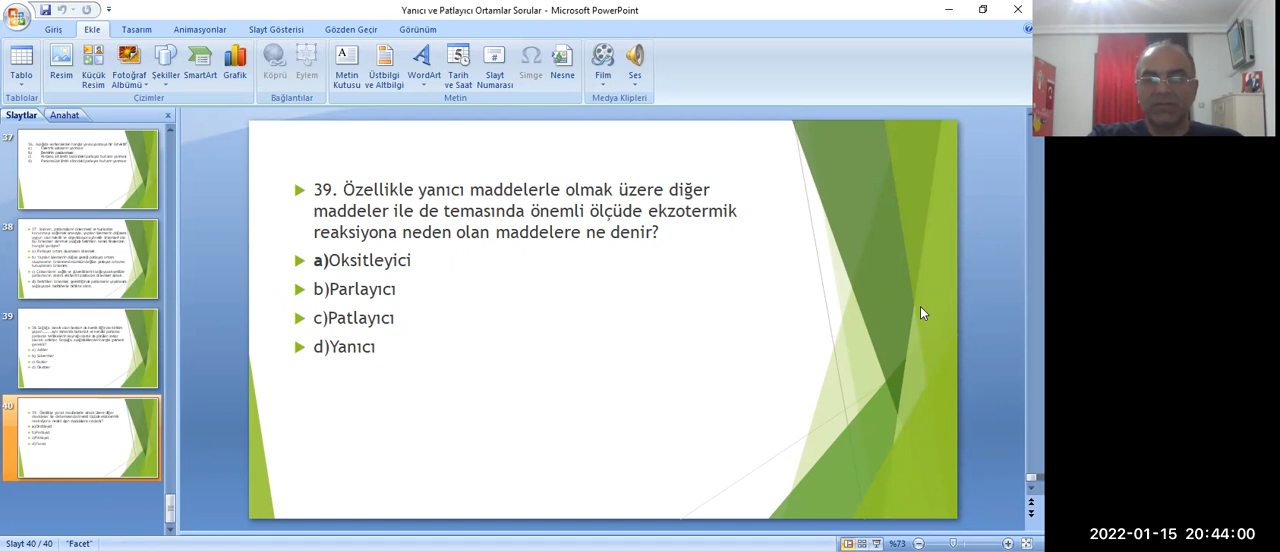 Yanıcı ve Patlayıcı Ortamlar Sorular - Microsoft PowerPoint
Giriş Ekle Tasarım Animasyonlar Slayt Gösterisi Gözden Geçir Görünüm
Tablo
Resim
Küçük Resim
Fotoğraf Albümü
Şekiller
SmartArt
Grafik
Köprü
Eylem
Metin Kutusu
Üstbilgi ve Altbilgi
WordArt
Tarih ve Saat
Slayt Numarası
Simge
Nesne
Film
Ses
Tablolar Çizimler Bağlantılar Metin Medya Klipleri
Slaytlar Anahat
37
38
39
40
39. Özellikle yanıcı maddelerle olmak üzere diğer
maddeler ile de temasında önemli ölçüde ekzotermik
reaksiyona neden olan maddelere ne denir?
a)Oksitleyici
b)Parlayıcı
c)Patlayıcı
d)Yanıcı
Slayt 40 / 40 "Facet" %73
2022-01-15 20:44:00